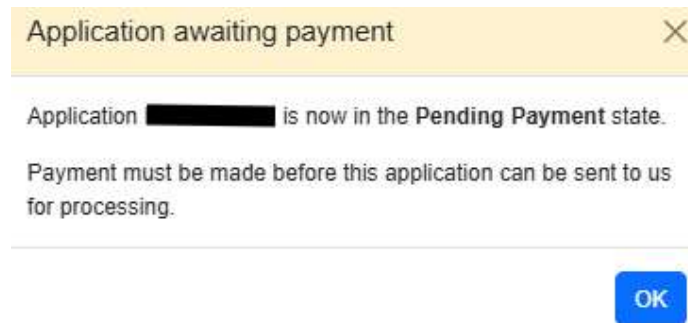 Application awaiting payment
Application is now in the Pending Payment state.
Payment must be made before this application can be sent to us
for processing.
OK